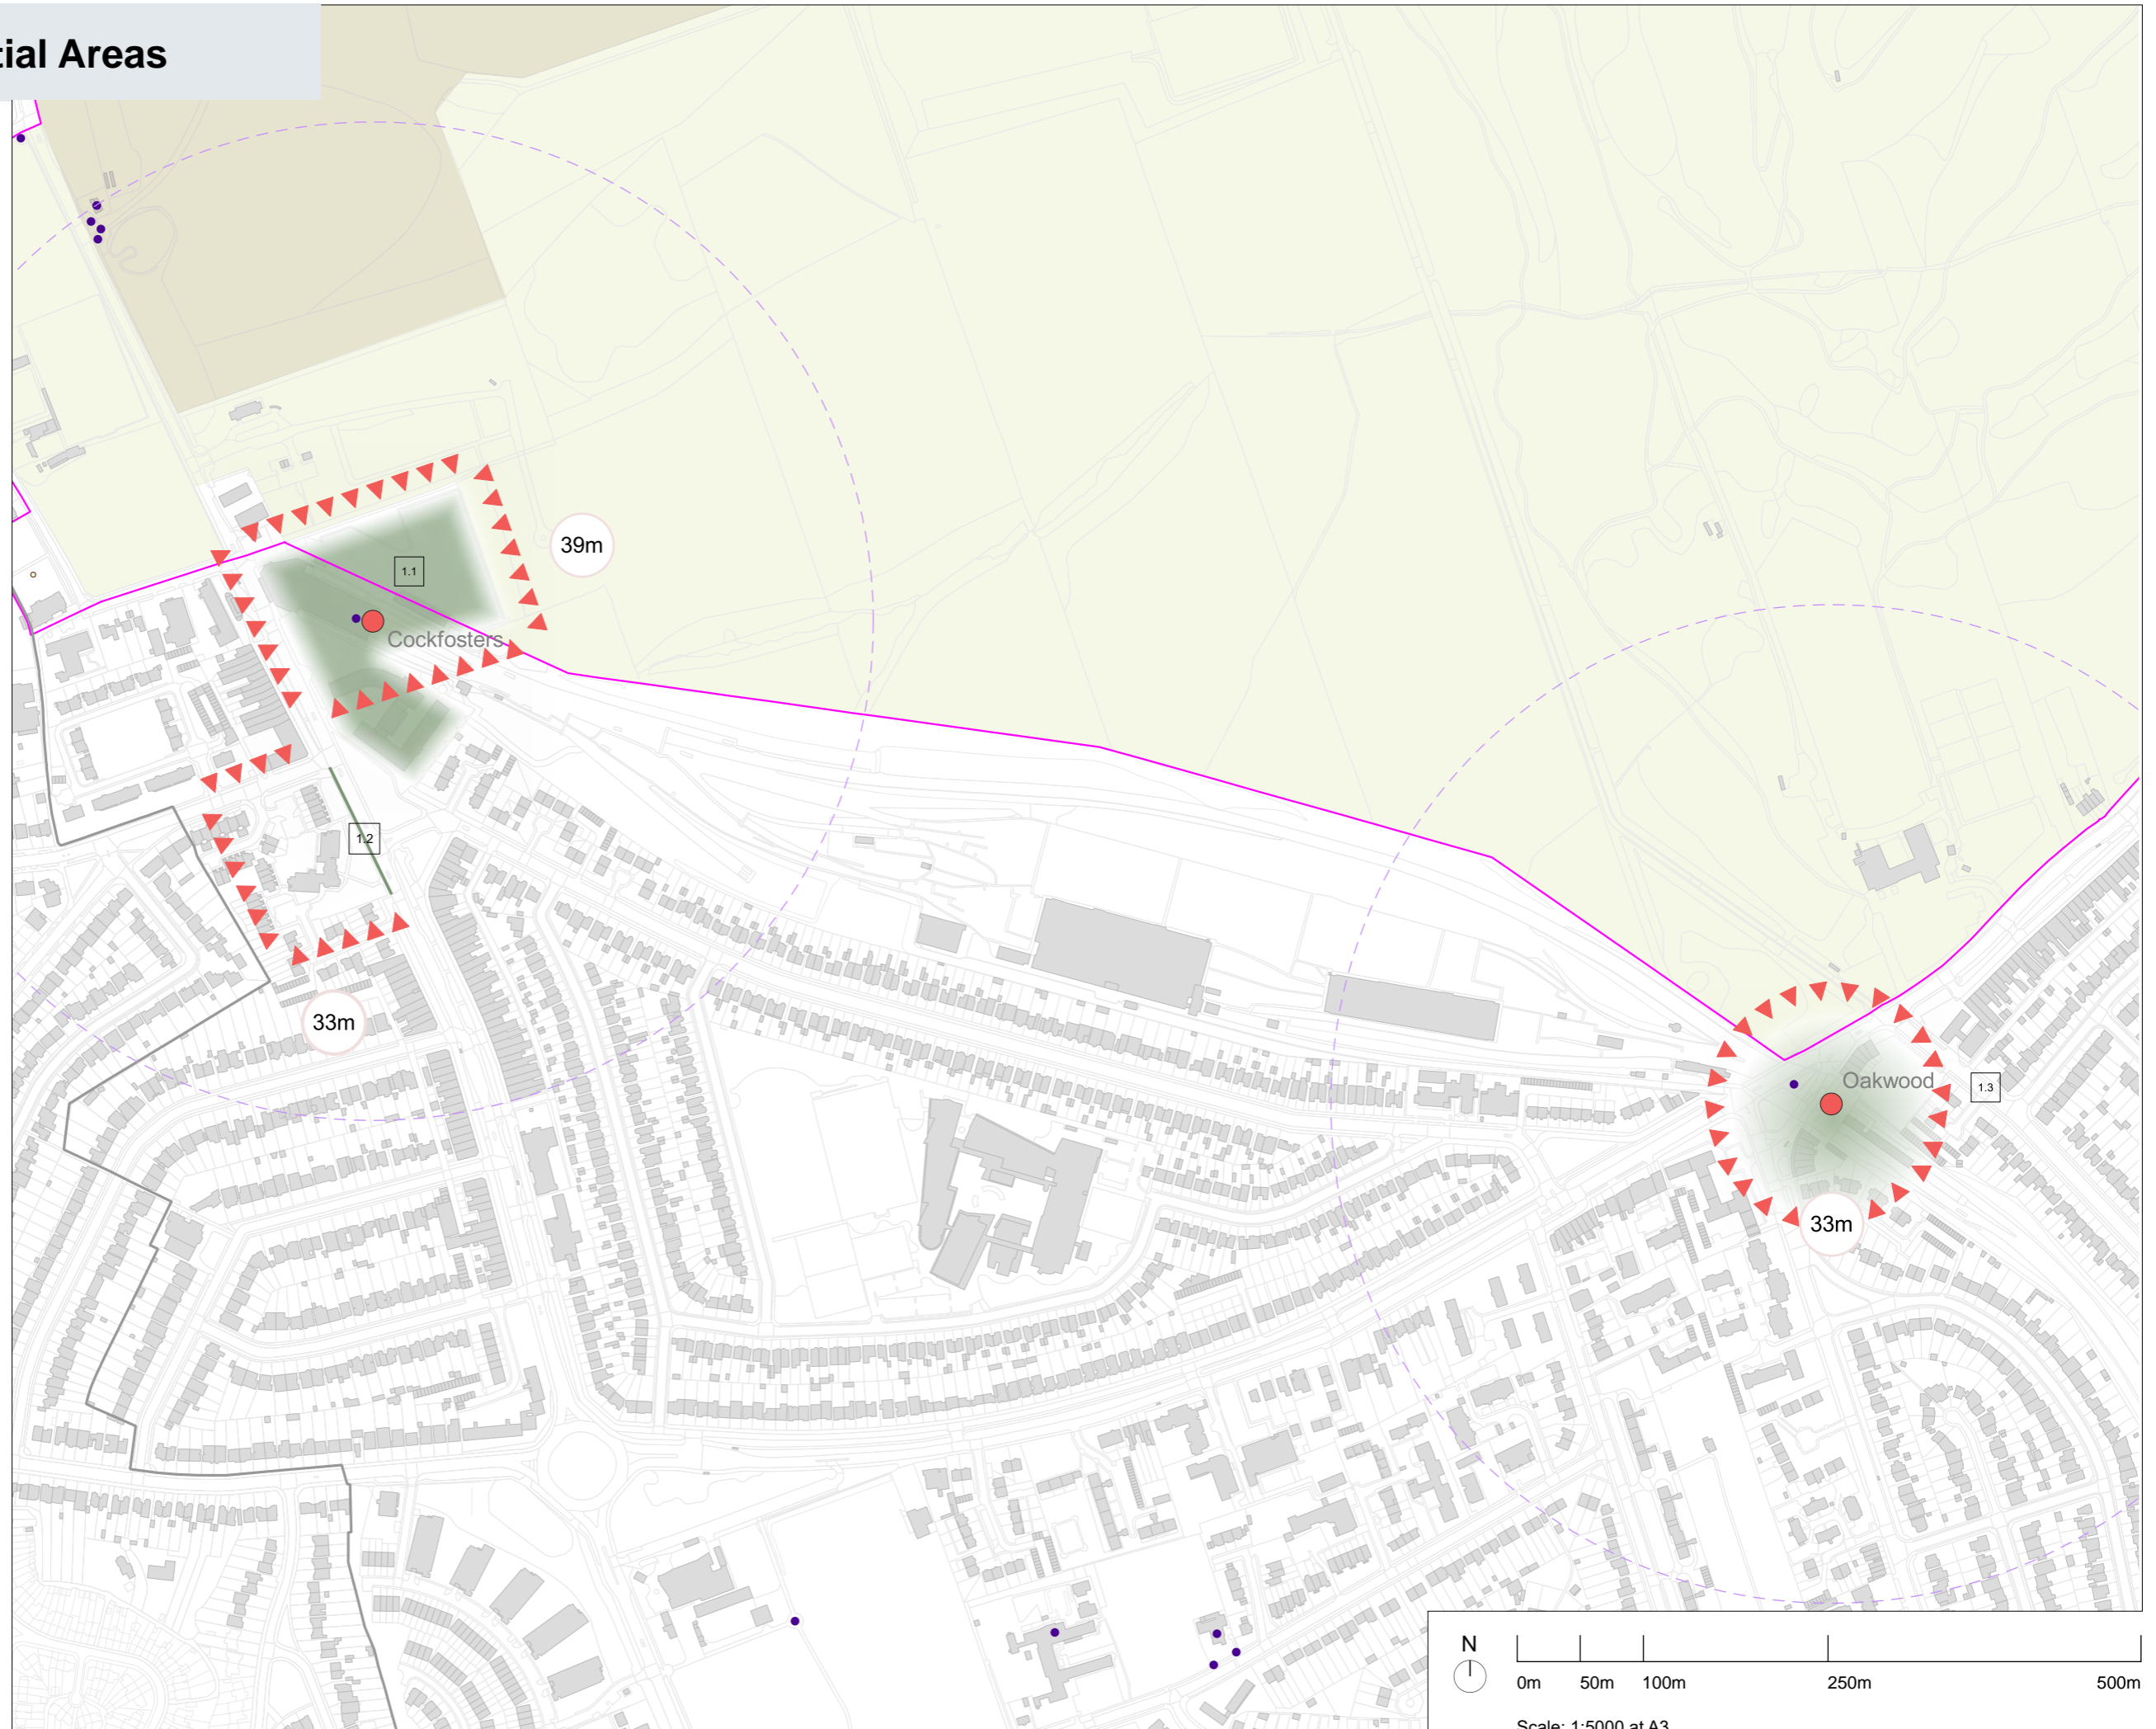 tial Areas
39m
1.1
Cockfosters
1.2
33m
Oakwood
1.3
33m
N
0m 50m 100m 250m 500m
Scale: 1:5000 at A3